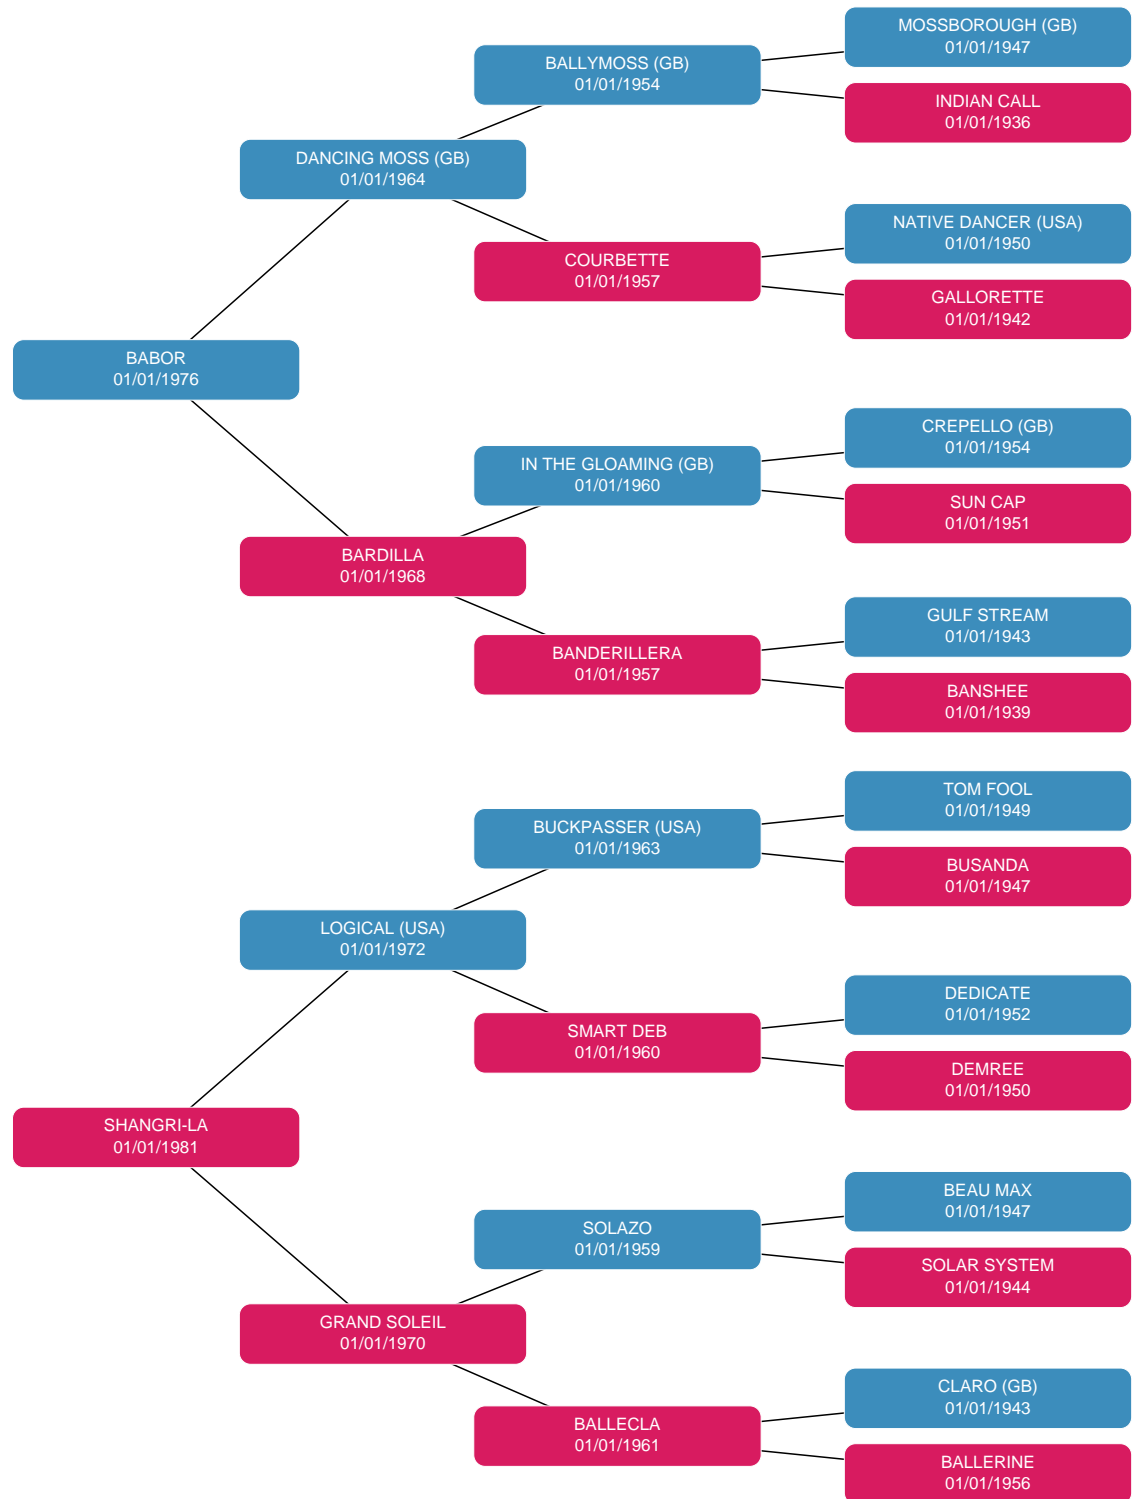 MOSSBOROUGH (GB)
01/01/1947
BALLYMOSS (GB)
01/01/1954
INDIAN CALL
01/01/1936
DANCING MOSS (GB)
01/01/1964
NATIVE DANCER (USA)
01/01/1950
COURBETTE
01/01/1957
GALLORETTE
01/01/1942
BABOR
01/01/1976
CREPELLO (GB)
01/01/1954
IN THE GLOAMING (GB)
01/01/1960
SUN CAP
01/01/1951
BARDILLA
01/01/1968
GULF STREAM
01/01/1943
BANDERILLERA
01/01/1957
BANSHEE
01/01/1939
TOM FOOL
01/01/1949
BUCKPASSER (USA)
01/01/1963
BUSANDA
01/01/1947
LOGICAL (USA)
01/01/1972
DEDICATE
01/01/1952
SMART DEB
01/01/1960
DEMREE
01/01/1950
SHANGRI-LA
01/01/1981
BEAU MAX
01/01/1947
SOLAZO
01/01/1959
SOLAR SYSTEM
01/01/1944
GRAND SOLEIL
01/01/1970
CLARO (GB)
01/01/1943
BALLECLA
01/01/1961
BALLERINE
01/01/1956